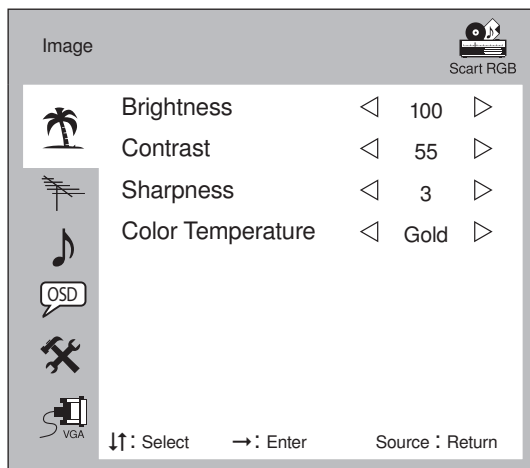 Image
Scart RGB
Brightness ◁ 100 ▷
Contrast ◁ 55 ▷
Sharpness ◁ 3 ▷
Color Temperature ◁ Gold ▷
OSD
VGA
↓↑: Select →: Enter Source : Return